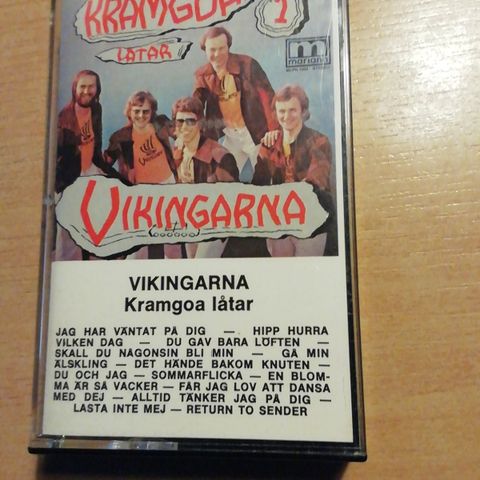 KRAMGOA
LÅTAR 1
mariann
VIKINGARNA
VIKINGARNA
Kramgoa låtar
JAG HAR VÄNTAT PÅ DIG — HIPP HURRA
VILKEN DAG — DU GAV BARA LÖFTEN —
SKALL DU NÅGONSIN BLI MIN — GÅ MIN
ÄLSKLING — DET HÄNDE BAKOM KNUTEN —
DU OCH JAG — SOMMARFLICKA — EN BLOM-
MA ÄR SÅ VACKER — FÅR JAG LOV ATT DANSA
MED DEJ — ALLTID TÄNKER JAG PÅ DIG —
LASTA INTE MEJ — RETURN TO SENDER